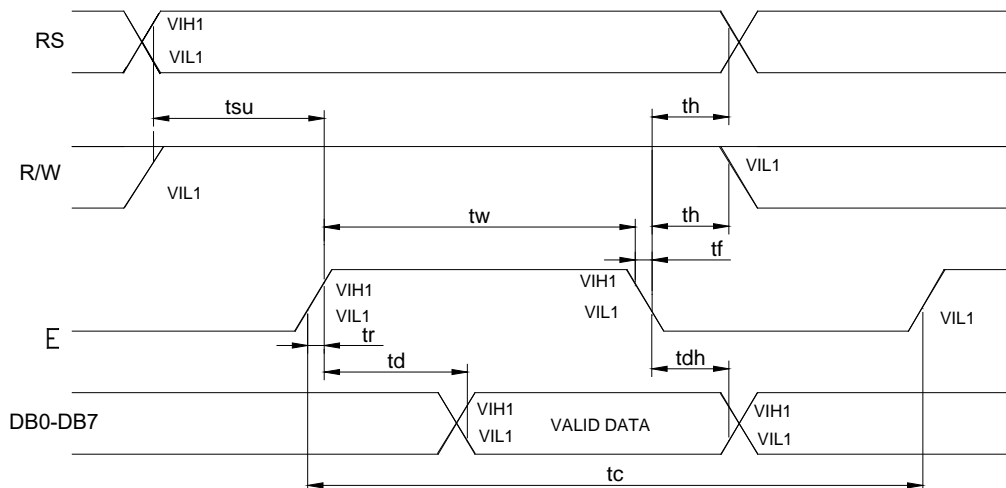 RS
VIH1
VIL1
tsu
th
R/W
VIL1
VIL1
tw
th
tf
E
VIH1
VIL1
VIH1
VIL1
VIL1
tr
td
tdh
DB0-DB7
VIH1
VIL1
VALID DATA
VIH1
VIL1
tc